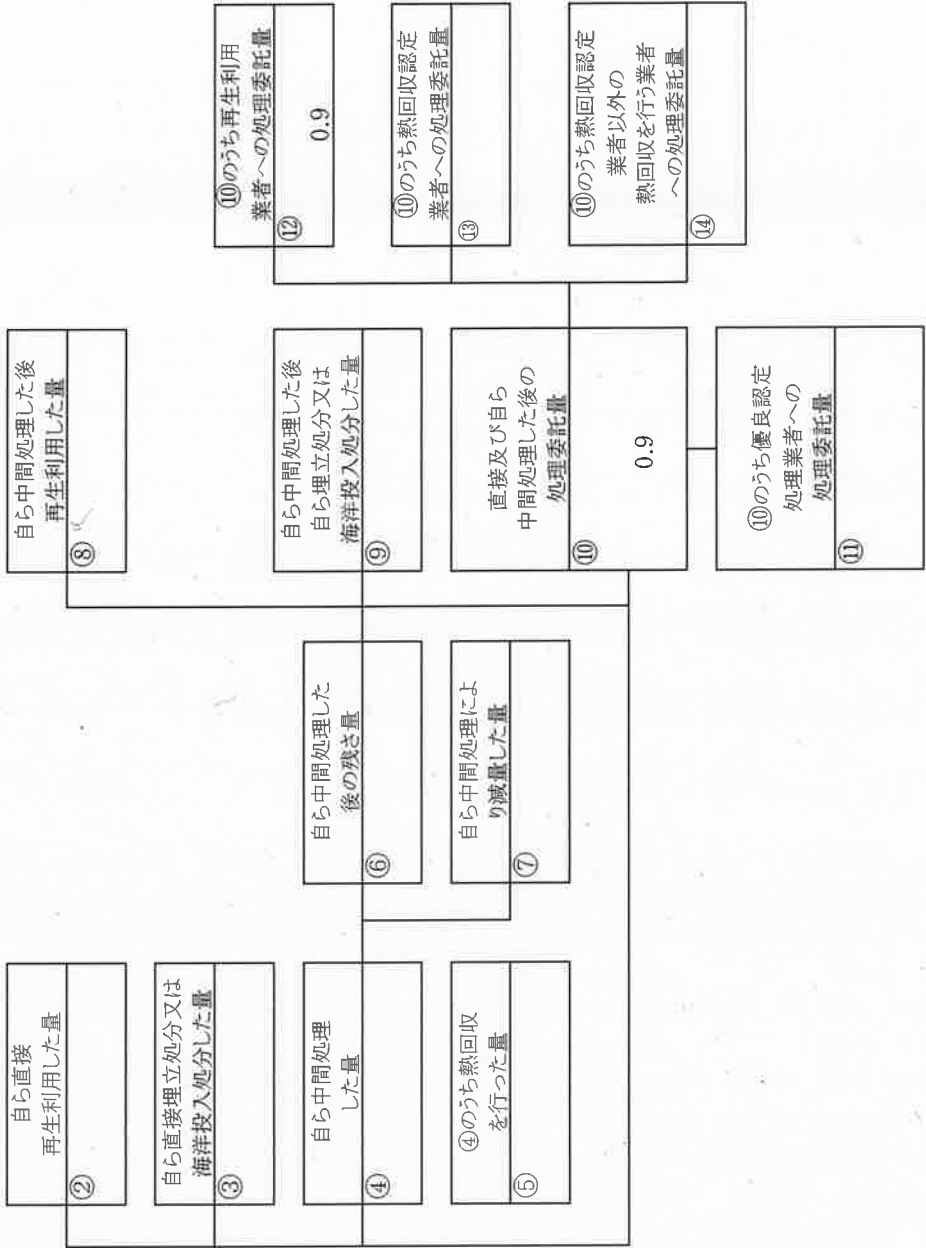 ②
自ら直接
再生利用した量
③
自ら直接埋立処分又は
海洋投入処分した量
④
自ら中間処理
した量
⑤
④のうち熱回収
を行った量
⑥
自ら中間処理した
後の残さ量
⑦
自ら中間処理によ
り減量した量
⑧
自ら中間処理した後
再生利用した量
⑨
自ら中間処理した後
自ら埋立処分又は
海洋投入処分した量
⑩
直接及び自ら
中間処理した後の
処理委託量
0.9
⑪
⑩のうち優良認定
処理業者への
処理委託量
⑫
⑩のうち再生利用
業者への処理委託量
0.9
⑬
⑩のうち熱回収認定
業者への処理委託量
⑭
⑩のうち熱回収認定
業者以外の
熱回収を行う業者
への処理委託量